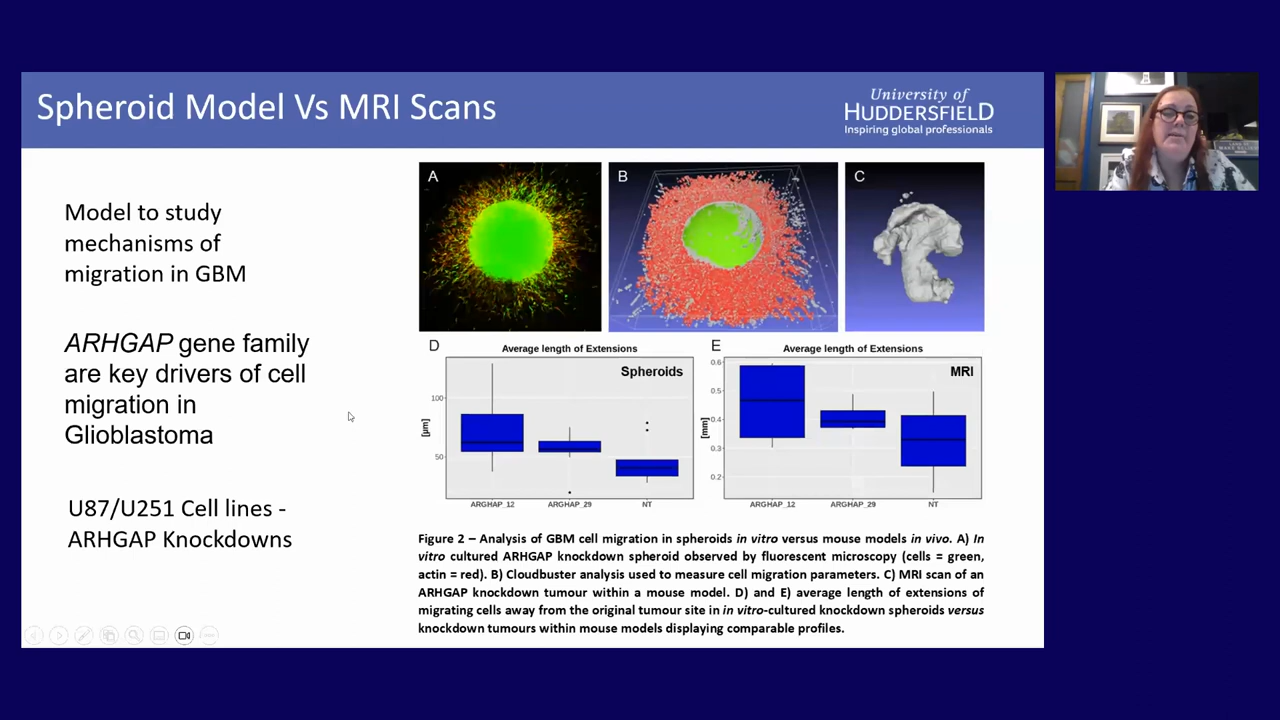 Spheroid Model Vs MRI Scans
University of
HUDDERSFIELD
Inspiring global professionals
Model to study
mechanisms of
migration in GBM
ARHGAP gene family
are key drivers of cell
migration in
Glioblastoma
U87/U251 Cell lines -
ARHGAP Knockdowns
A
B
C
D
Average length of Extensions
Spheroids
[µm]
100
50
ARGHAP_12
ARGHAP_29
NT
E
Average length of Extensions
MRI
[mm]
0.6
0.5
0.4
0.3
0.2
ARGHAP_12
ARGHAP_29
NT
Figure 2 – Analysis of GBM cell migration in spheroids in vitro versus mouse models in vivo. A) In
vitro cultured ARHGAP knockdown spheroid observed by fluorescent microscopy (cells = green,
actin = red). B) Cloudbuster analysis used to measure cell migration parameters. C) MRI scan of an
ARHGAP knockdown tumour within a mouse model. D) and E) average length of extensions of
migrating cells away from the original tumour site in in vitro-cultured knockdown spheroids versus
knockdown tumours within mouse models displaying comparable profiles.